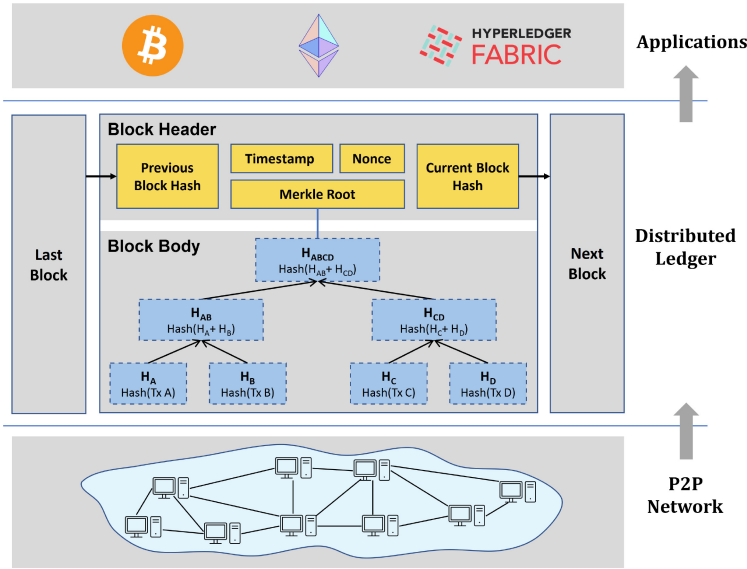 HYPERLEDGER
FABRIC
Applications
Block Header
Previous
Block Hash
Timestamp
Nonce
Merkle Root
Current Block
Hash
Last
Block
Block Body
H_ABCD
Hash(H_AB+ H_CD)
H_AB
Hash(H_A+ H_B)
H_CD
Hash(H_C+ H_D)
H_A
Hash(Tx A)
H_B
Hash(Tx B)
H_C
Hash(Tx C)
H_D
Hash(Tx D)
Next
Block
Distributed
Ledger
P2P
Network